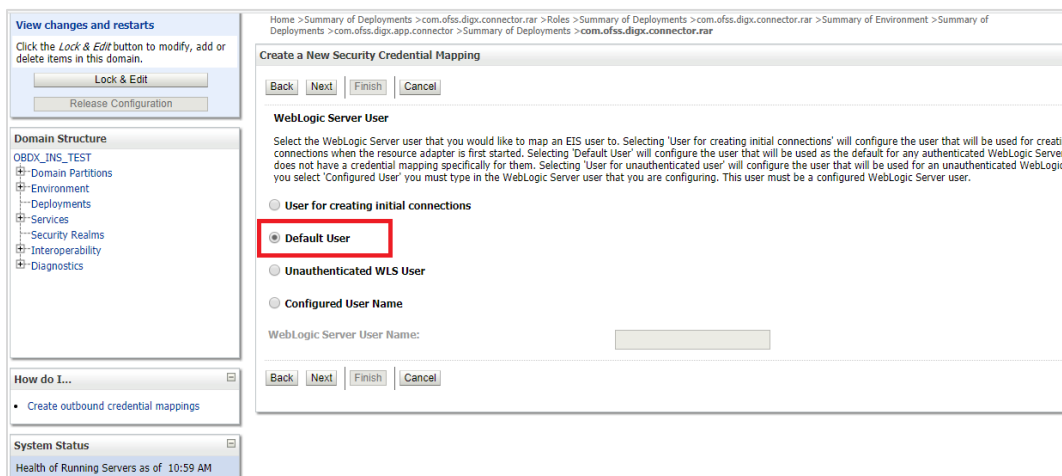 View changes and restarts
Click the Lock & Edit button to modify, add or
delete items in this domain.
Lock & Edit
Release Configuration
Domain Structure
OBDX_INS_TEST
Domain Partitions
Environment
Deployments
Services
Security Realms
Interoperability
Diagnostics
How do I...
Create outbound credential mappings
System Status
Health of Running Servers as of 10:59 AM
Home >Summary of Deployments >com.ofss.digx.connector.rar >Roles >Summary of Deployments >com.ofss.digx.connector.rar >Summary of Environment >Summary of
Deployments >com.ofss.digx.app.connector >Summary of Deployments >com.ofss.digx.connector.rar
Create a New Security Credential Mapping
Back Next Finish Cancel
WebLogic Server User
Select the WebLogic Server user that you would like to map an EIS user to. Selecting 'User for creating initial connections' will configure the user that will be used for creati
connections when the resource adapter is first started. Selecting 'Default User' will configure the user that will be used as the default for any authenticated WebLogic Server
does not have a credential mapping specifically for them. Selecting 'User for unauthenticated user' will configure the user that will be used for an unauthenticated WebLogic
you select 'Configured User' you must type in the WebLogic Server user that you are configuring. This user must be a configured WebLogic Server user.
User for creating initial connections
Default User
Unauthenticated WLS User
Configured User Name
WebLogic Server User Name:
Back Next Finish Cancel